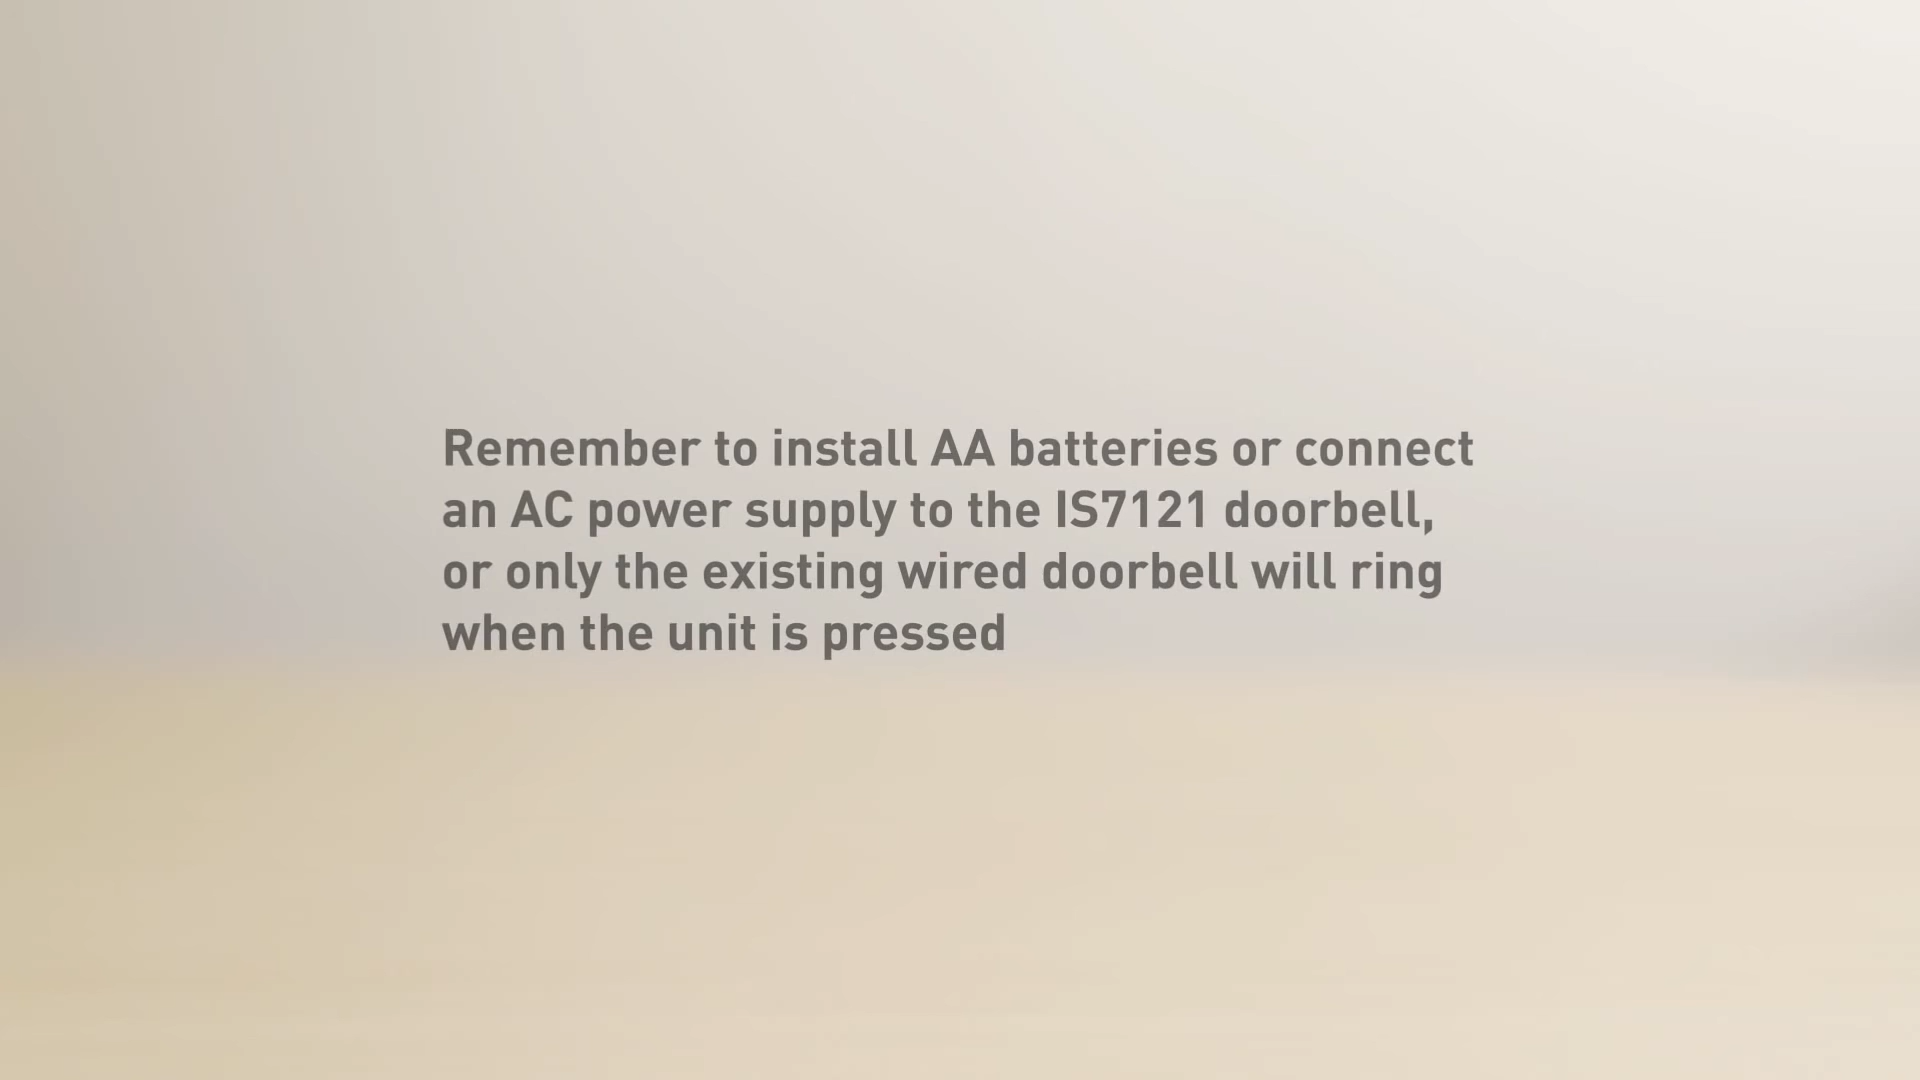 Remember to install AA batteries or connect
an AC power supply to the IS7121 doorbell,
or only the existing wired doorbell will ring
when the unit is pressed